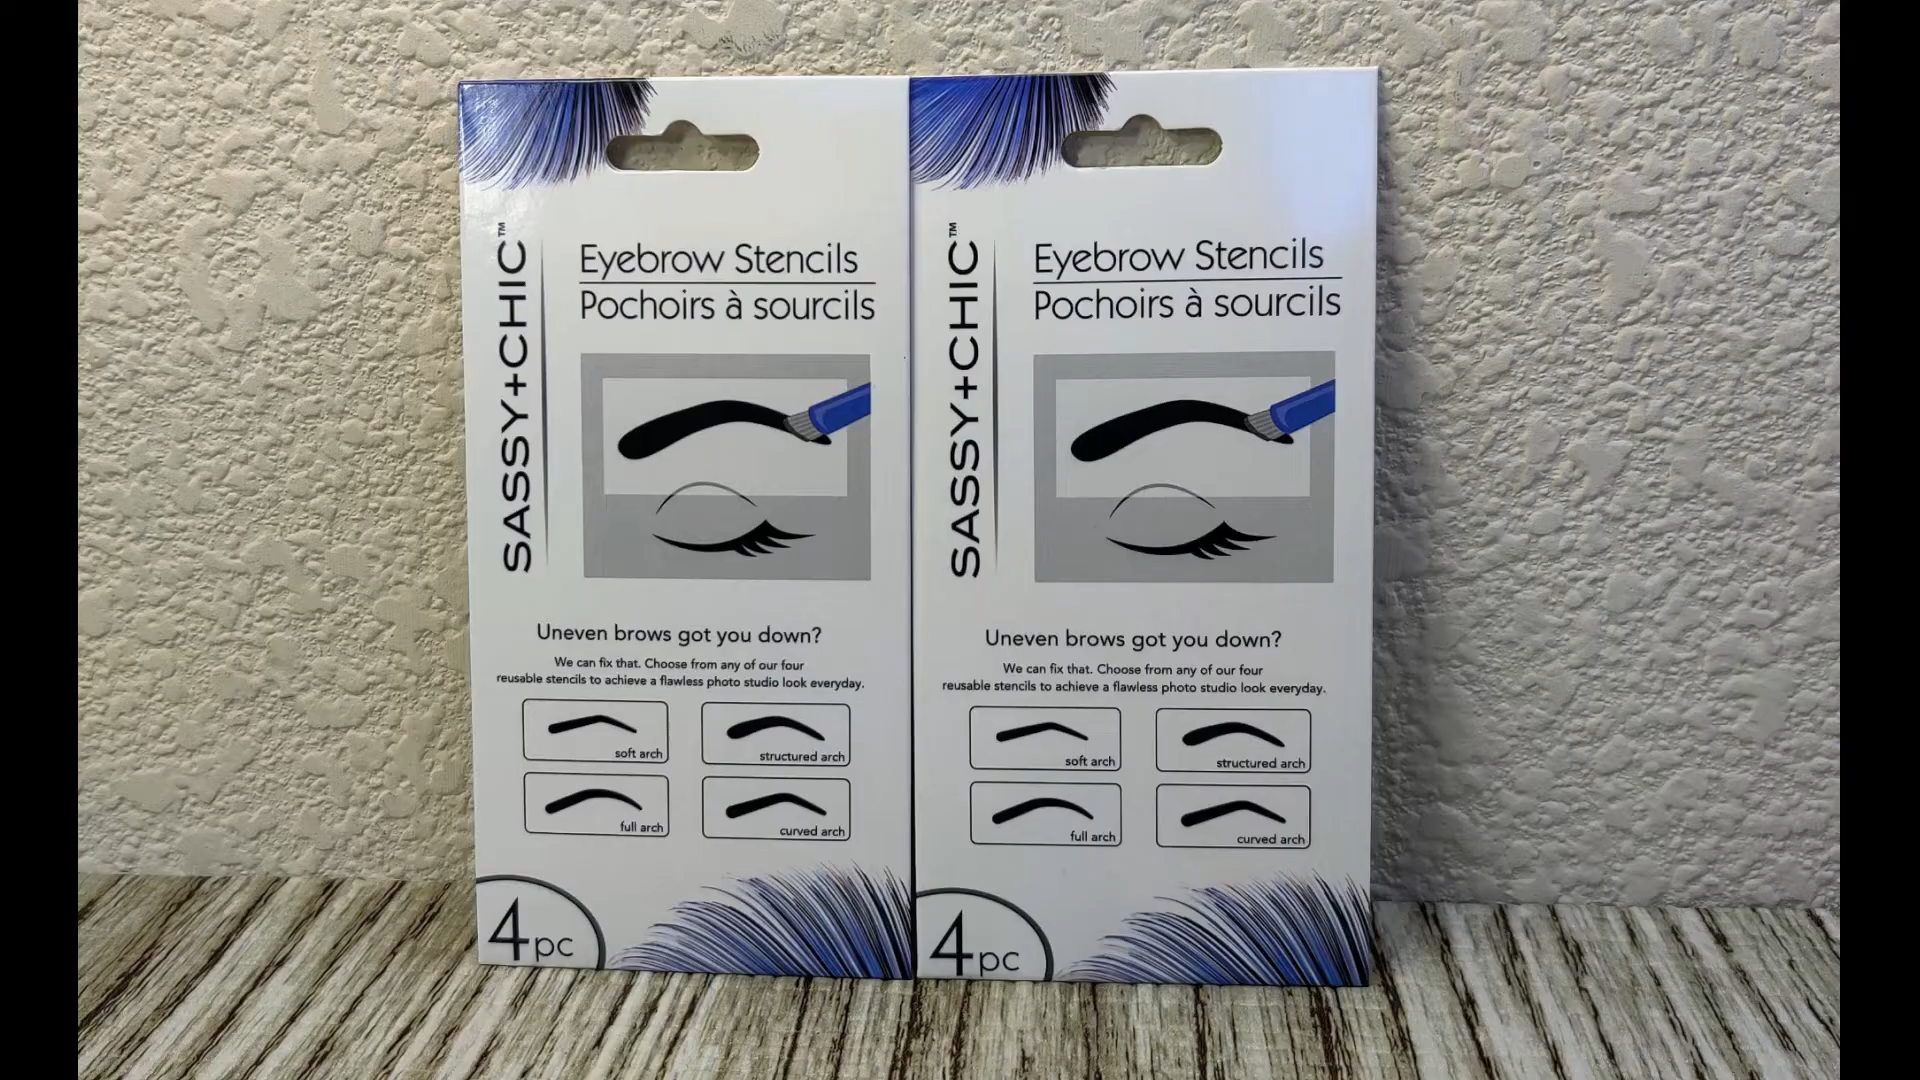 SASSY+CHIC™
Eyebrow Stencils
Pochoirs à sourcils
Uneven brows got you down?
We can fix that. Choose from any of our four
reusable stencils to achieve a flawless photo studio look everyday.
soft arch
structured arch
full arch
curved arch
4pc
SASSY+CHIC™
Eyebrow Stencils
Pochoirs à sourcils
Uneven brows got you down?
We can fix that. Choose from any of our four
reusable stencils to achieve a flawless photo studio look everyday.
soft arch
structured arch
full arch
curved arch
4pc